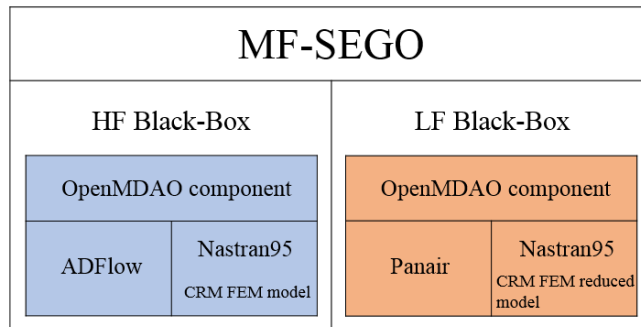 MF-SEGO
HF Black-Box
OpenMDAO component
ADFlow
Nastran95
CRM FEM model
LF Black-Box
OpenMDAO component
Panair
Nastran95
CRM FEM reduced
model